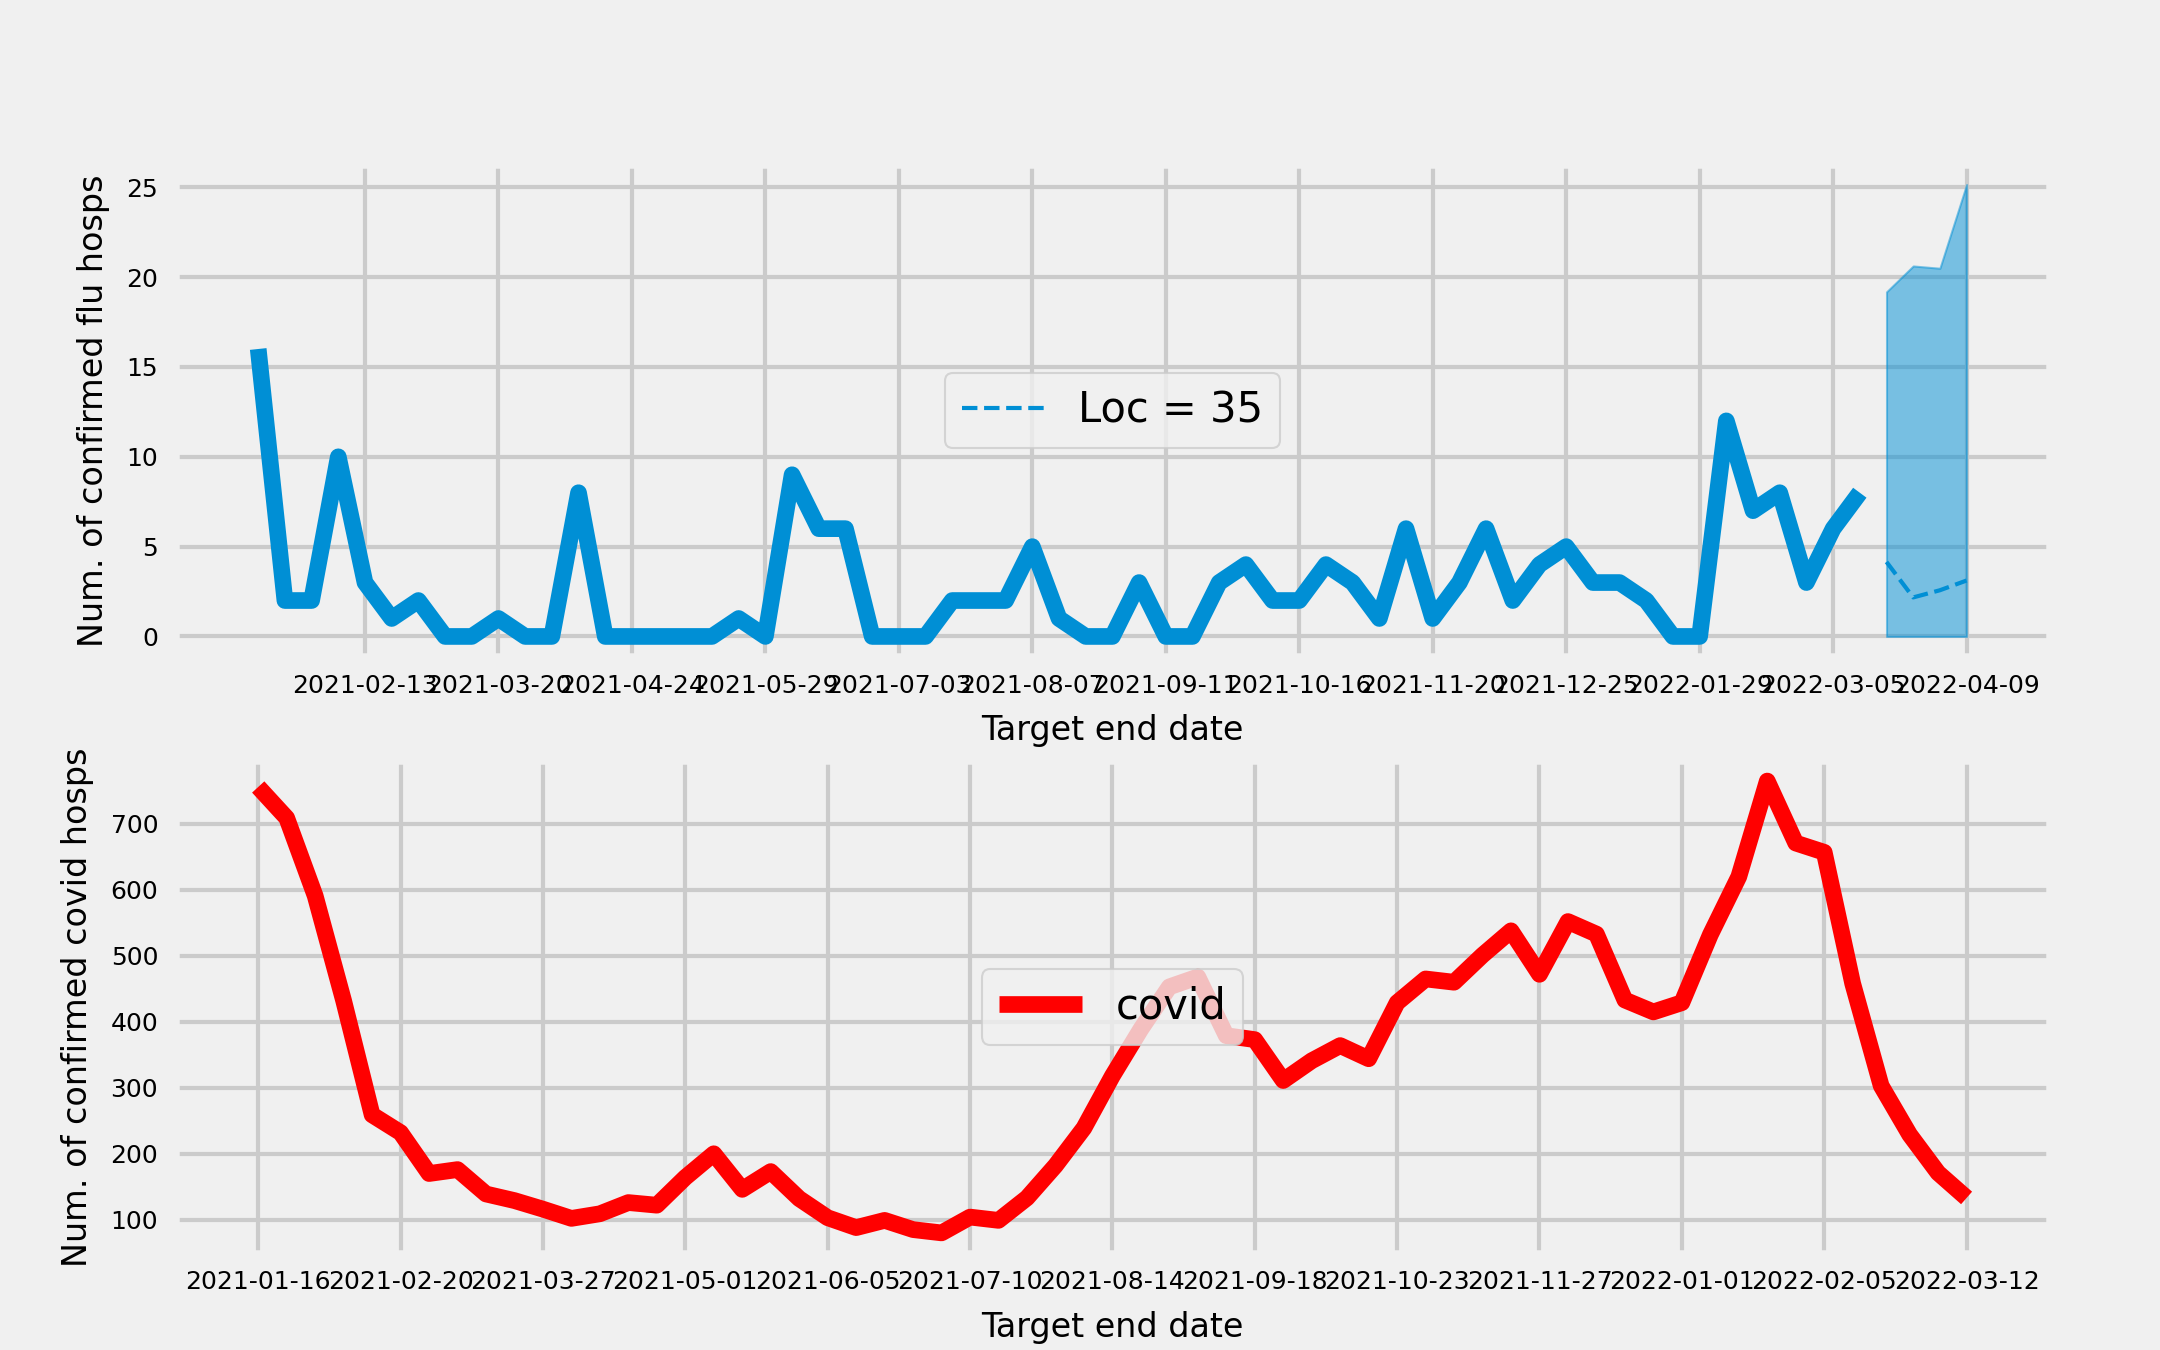 Num. of confirmed flu hosps
25
20
15
10
5
0
Loc = 35
2021-02-13 2021-03-20 2021-04-24 2021-05-29 2021-07-03 2021-08-07 2021-09-11 2021-10-16 2021-11-20 2021-12-25 2022-01-29 2022-03-05 2022-04-09
Target end date
Num. of confirmed covid hosps
700
600
500
400
300
200
100
covid
2021-01-16 2021-02-20 2021-03-27 2021-05-01 2021-06-05 2021-07-10 2021-08-14 2021-09-18 2021-10-23 2021-11-27 2022-01-01 2022-02-05 2022-03-12
Target end date